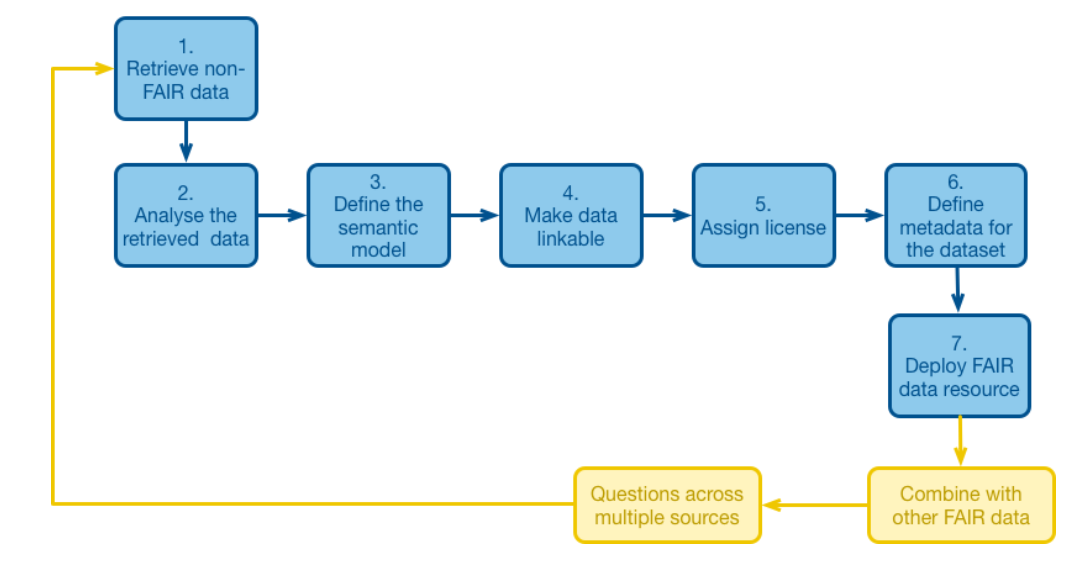 1.
Retrieve non-
FAIR data
2.
Analyse the
retrieved data
3.
Define the
semantic
model
4.
Make data
linkable
5.
Assign license
6.
Define
metadata for
the dataset
7.
Deploy FAIR
data resource
Combine with
other FAIR data
Questions across
multiple sources